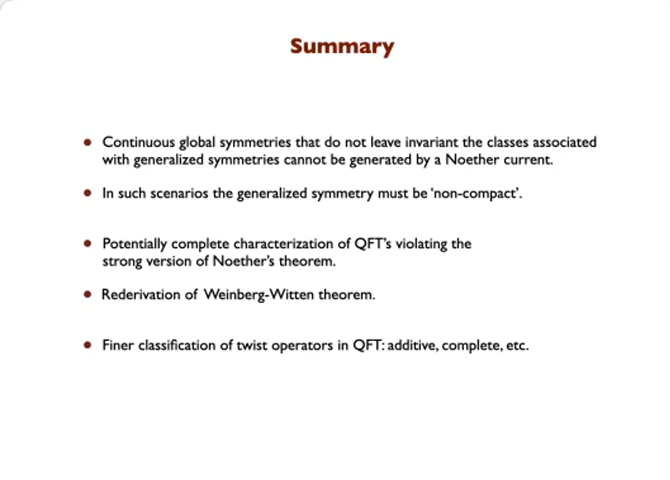 Summary
• Continuous global symmetries that do not leave invariant the classes associated
with generalized symmetries cannot be generated by a Noether current.
• In such scenarios the generalized symmetry must be ‘non-compact’.
• Potentially complete characterization of QFT’s violating the
strong version of Noether’s theorem.
• Rederivation of Weinberg-Witten theorem.
• Finer classification of twist operators in QFT: additive, complete, etc.